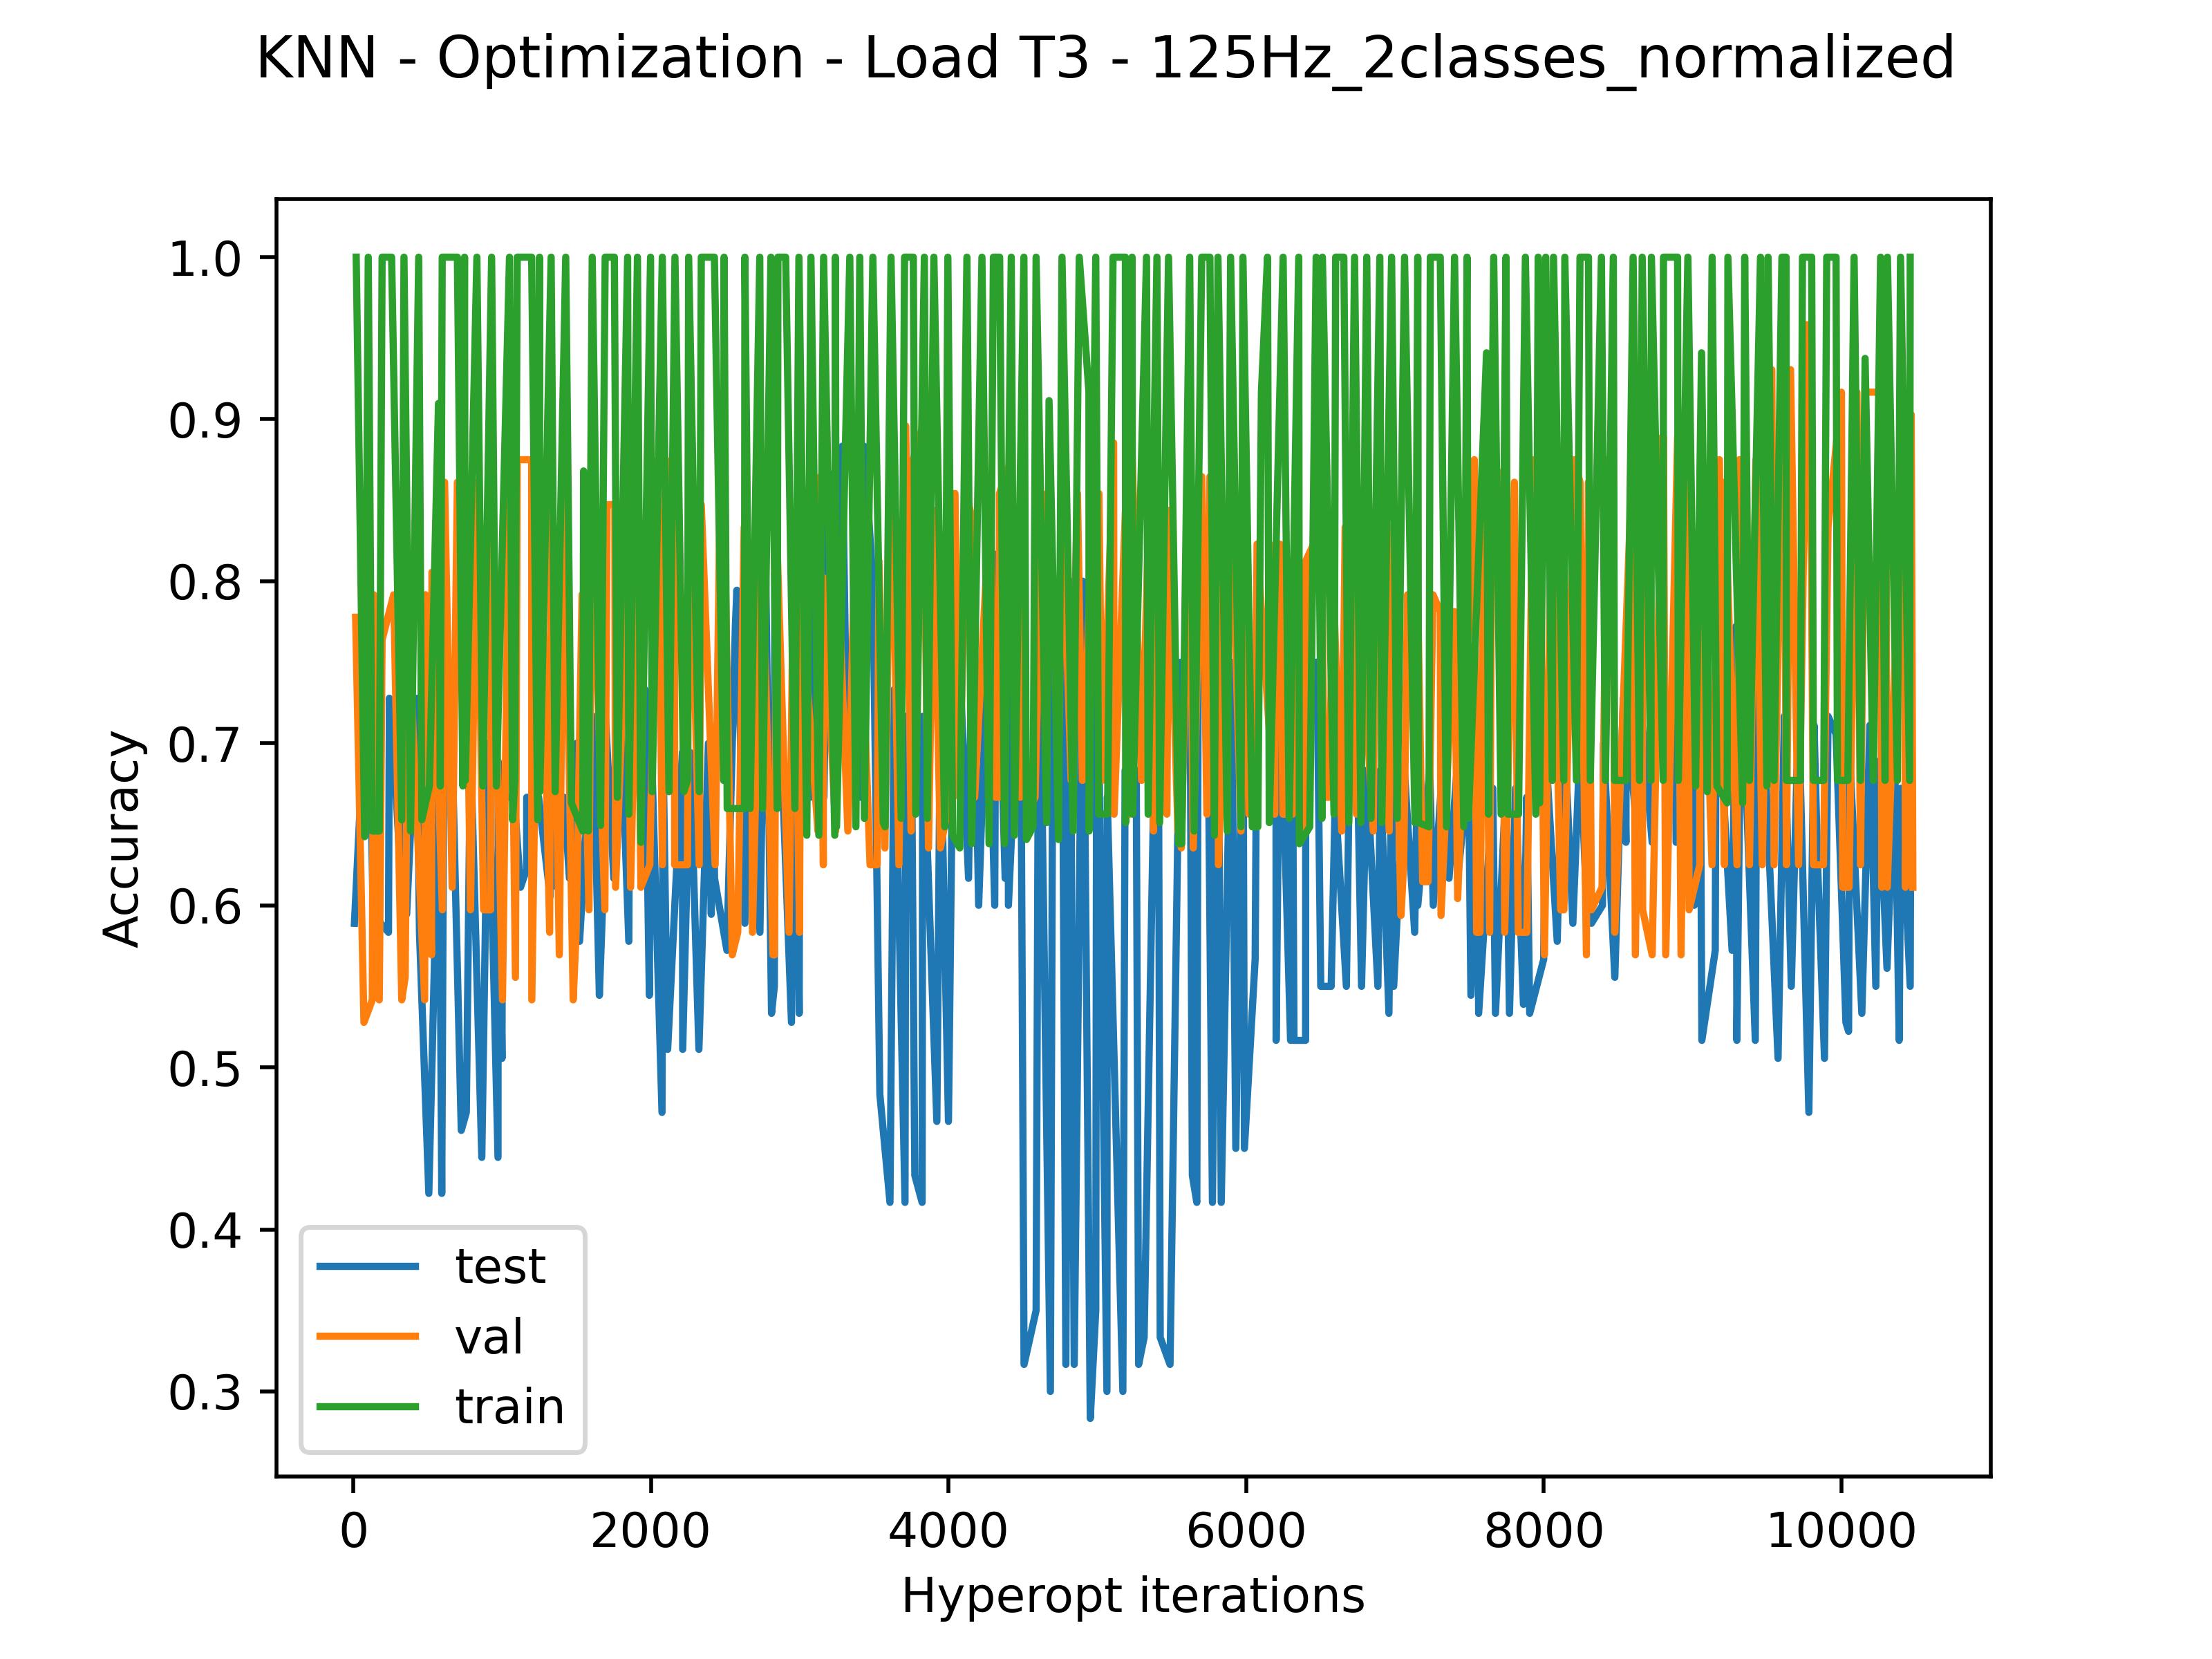 KNN - Optimization - Load T3 - 125Hz_2classes_normalized
1.0
0.9
0.8
0.7
0.6
0.5
0.4
0.3
Accuracy
test
val
train
0 2000 4000 6000 8000 10000
Hyperopt iterations